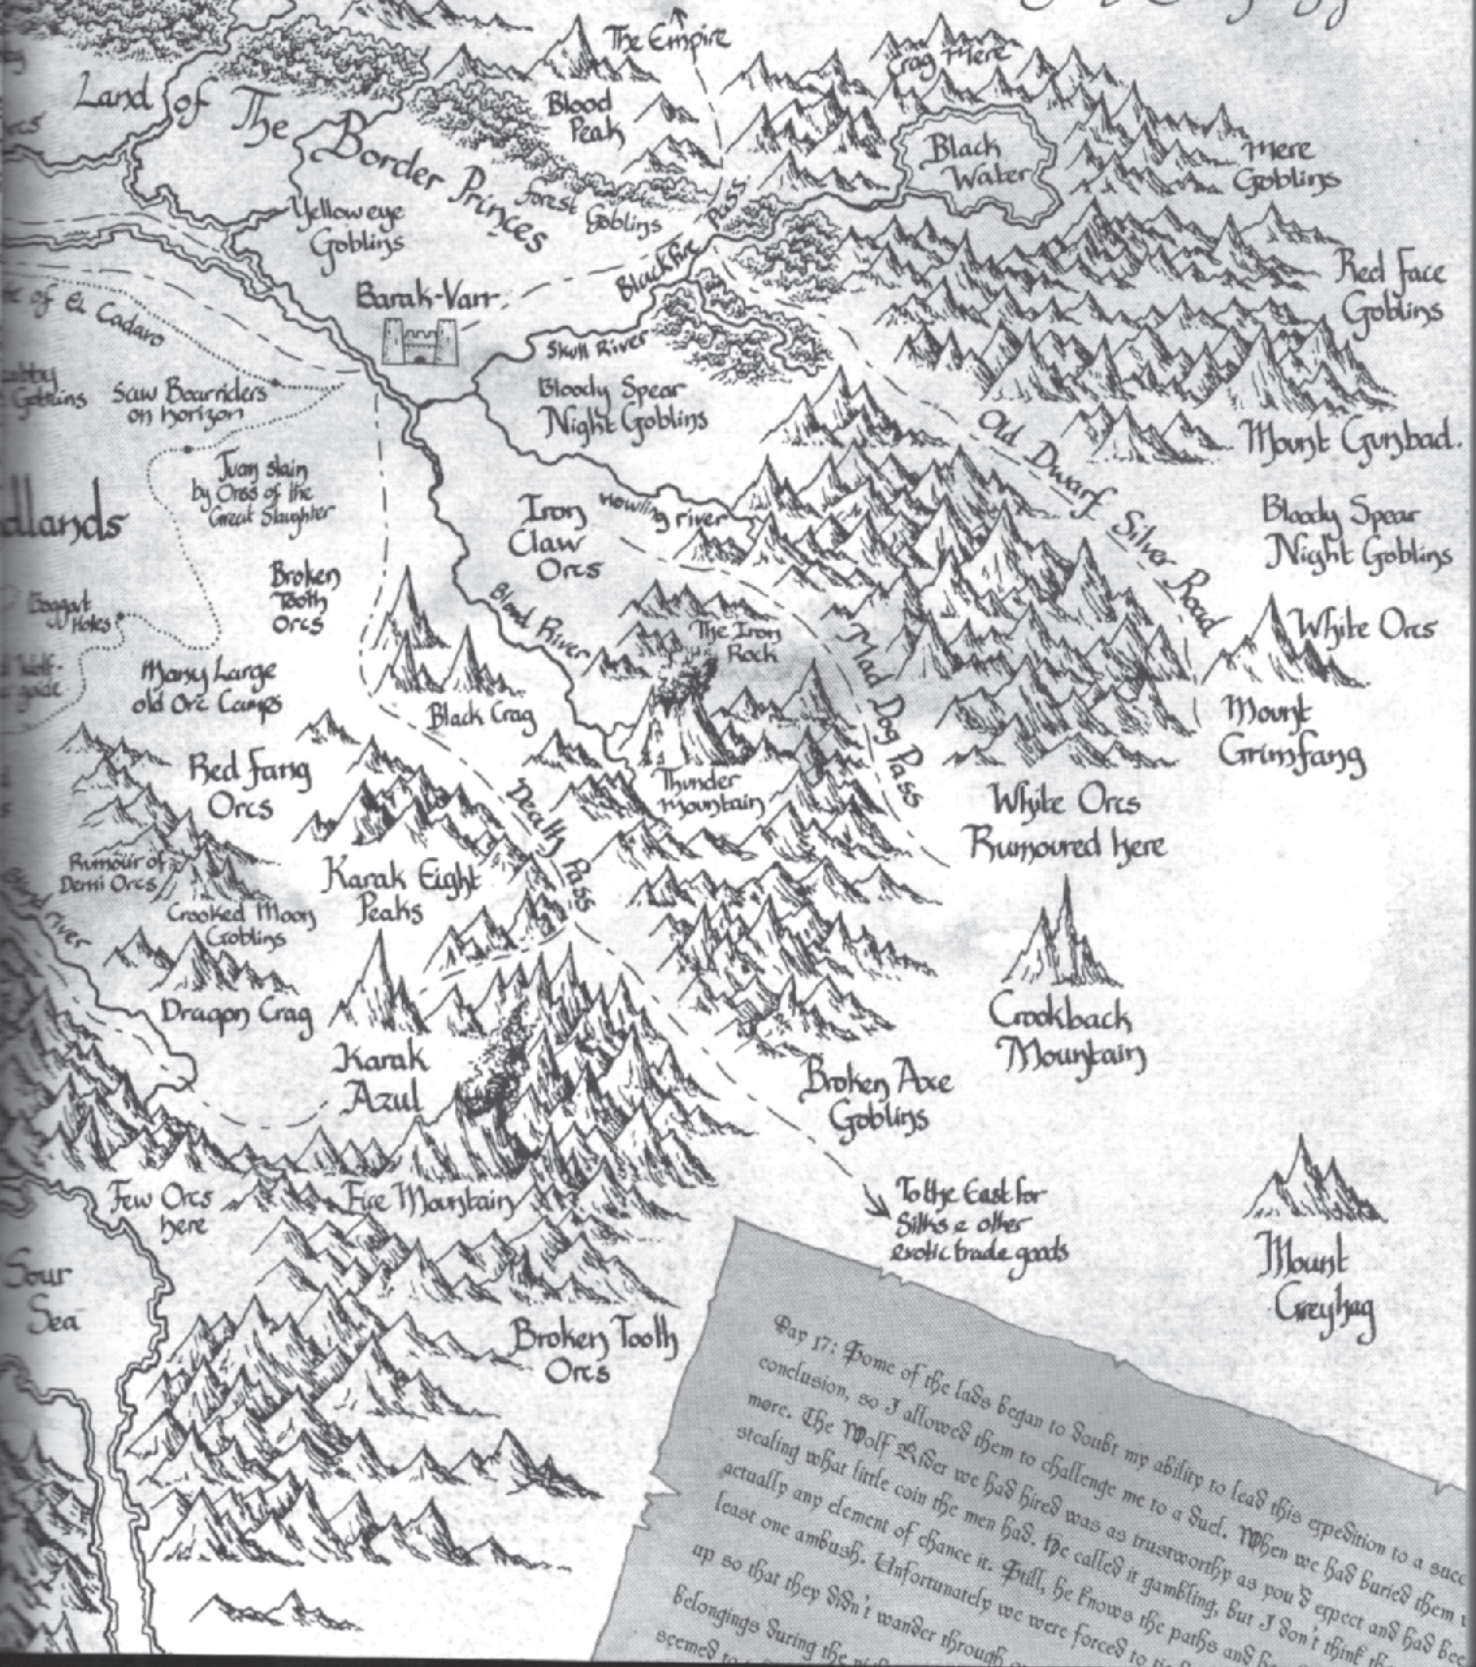 The Empire
Crag Mere
Land of The Border Princes
Blood
Peak
Black
Water
Mere
Goblins
Forest
Goblins
Blackfire Pass
Yelloweye
Goblins
Red Face
Goblins
Barak-Varr
of El Cadavo
Skull River
Goblins
Saw Boarriders
on horizon
Bloody Spear
Night Goblins
Old Dwarf Silver Road
Mount Gunbad.
Juan slain
by Orcs of the
Great Slaughter
Iron
Claw
Orcs
Howling river
Bloody Spear
Night Goblins
Broken
Tooth
Orcs
Blood River
Holes
The Iron
Rock
White Orcs
Many Large
old Orc Camps
Black Crag
Mad Dog Pass
Mount
Grimfang
Red Fang
Orcs
Death Pass
Thunder
Mountain
White Orcs
Rumoured here
Rumour of
Demi Orcs
Karak Eight
Peaks
river
Crooked Moon
Goblins
Dragon Crag
Crookback
Mountain
Karak
Azul
Broken Axe
Goblins
Few Orcs
here
Fire Mountain
To the East for
Silks & other
exotic trade goods
Mount
Greyhag
Sour
Sea
Broken Tooth
Orcs
Day 17: Some of the lads began to doubt my ability to lead this expedition to a
conclusion, so I allowed them to challenge me to a duel. When we had buried them
more. The Wolf Rider we had hired was as trustworthy as you'd expect and had
stealing what little coin the men had. He called it gambling, but I don't think
actually any element of chance it. Still, he knows the paths and
least one ambush. Unfortunately we were forced to
up so that they didn't wander through
belongings during the
seemed